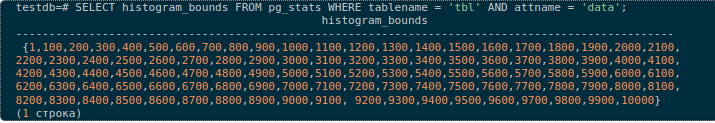 testdb=# SELECT histogram_bounds FROM pg_stats WHERE tablename = 'tbl' AND attname = 'data';
histogram_bounds
---------------------------------------------------------------------------------------------------
{1,100,200,300,400,500,600,700,800,900,1000,1100,1200,1300,1400,1500,1600,1700,1800,1900,2000,2100,
2200,2300,2400,2500,2600,2700,2800,2900,3000,3100,3200,3300,3400,3500,3600,3700,3800,3900,4000,4100,
4200,4300,4400,4500,4600,4700,4800,4900,5000,5100,5200,5300,5400,5500,5600,5700,5800,5900,6000,6100,
6200,6300,6400,6500,6600,6700,6800,6900,7000,7100,7200,7300,7400,7500,7600,7700,7800,7900,8000,8100,
8200,8300,8400,8500,8600,8700,8800,8900,9000,9100, 9200,9300,9400,9500,9600,9700,9800,9900,10000}
(1 строка)